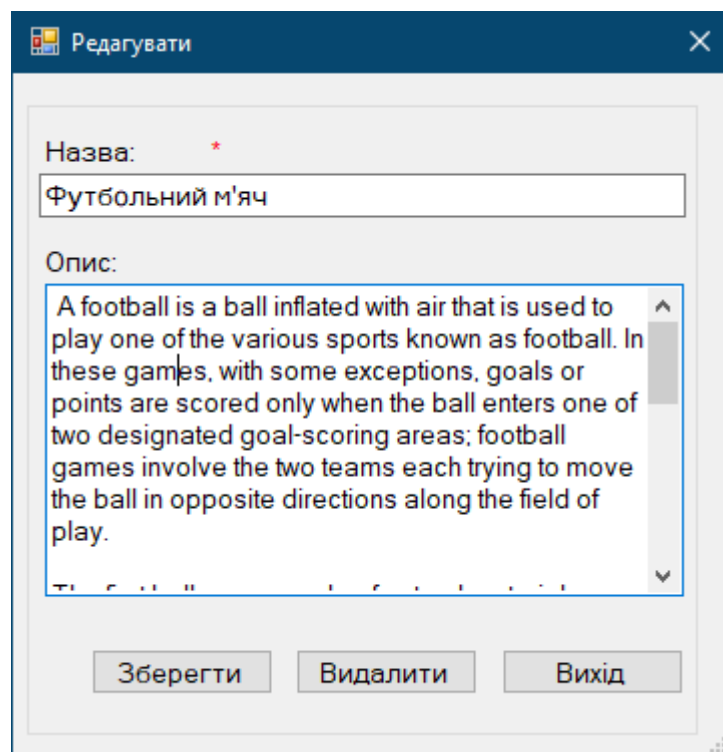 Редагувати
Назва: *
Футбольний м'яч
Опис:
A football is a ball inflated with air that is used to
play one of the various sports known as football. In
these games, with some exceptions, goals or
points are scored only when the ball enters one of
two designated goal-scoring areas; football
games involve the two teams each trying to move
the ball in opposite directions along the field of
play.
Зберегти Видалити Вихід